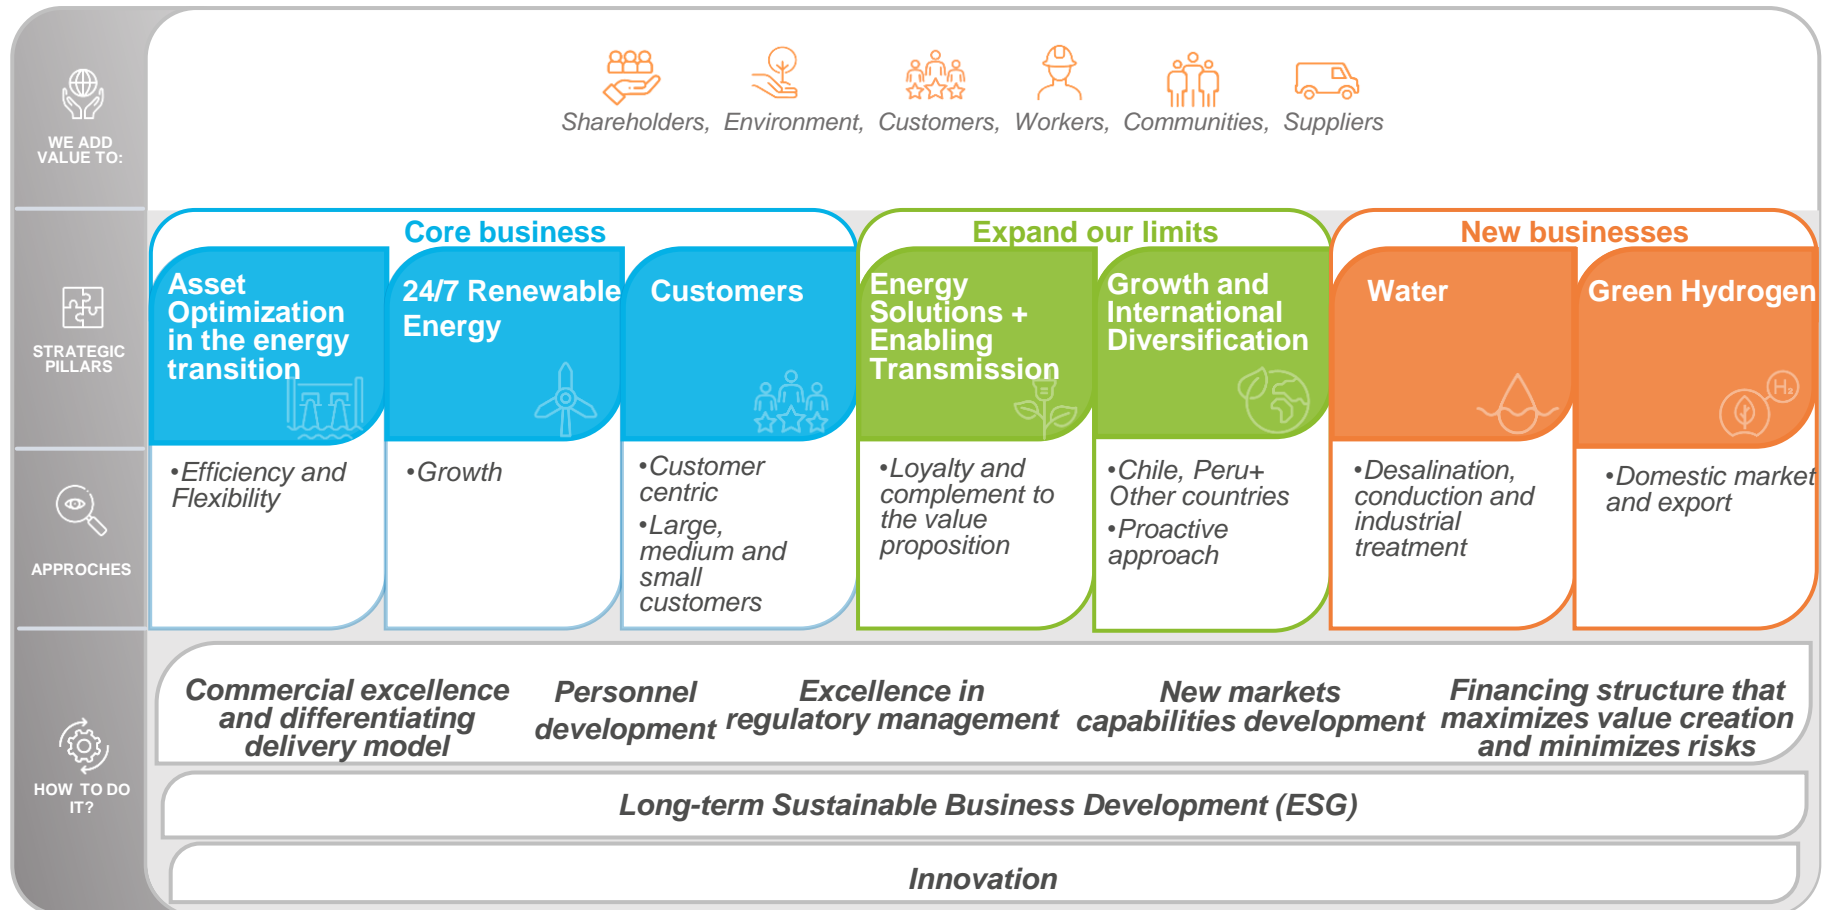 WE ADD
VALUE TO:
Shareholders, Environment, Customers, Workers, Communities, Suppliers
STRATEGIC
PILLARS
Core business
Expand our limits
New businesses
Asset
Optimization
in the energy
transition
24/7 Renewable
Energy
Customers
Energy
Solutions +
Enabling
Transmission
Growth and
International
Diversification
Water
Green Hydrogen
H₂
APPROCHES
•Efficiency and
Flexibility
•Growth
•Customer
centric
•Large,
medium and
small
customers
•Loyalty and
complement to
the value
proposition
•Chile, Peru+
Other countries
•Proactive
approach
•Desalination,
conduction and
industrial
treatment
•Domestic market
and export
HOW TO DO
IT?
Commercial excellence
and differentiating
delivery model
Personnel
development
Excellence in
regulatory management
New markets
capabilities development
Financing structure that
maximizes value creation
and minimizes risks
Long-term Sustainable Business Development (ESG)
Innovation